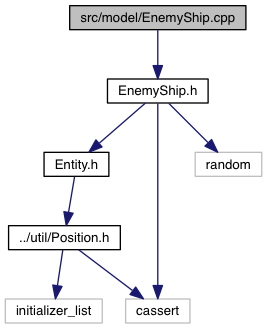 src/model/EnemyShip.cpp
EnemyShip.h
Entity.h
random
../util/Position.h
initializer_list
cassert